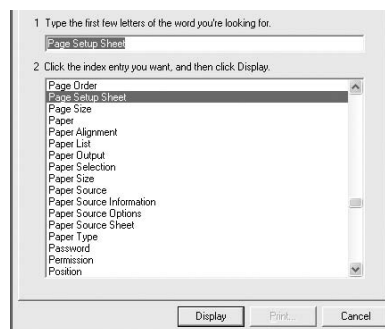 1 Type the first few letters of the word you're looking for.
Page Setup Sheet
2 Click the index entry you want, and then click Display.
Page Order
Page Setup Sheet
Page Size
Paper
Paper Alignment
Paper List
Paper Output
Paper Selection
Paper Size
Paper Source
Paper Source Information
Paper Source Options
Paper Source Sheet
Paper Type
Password
Permission
Position
Display Print... Cancel